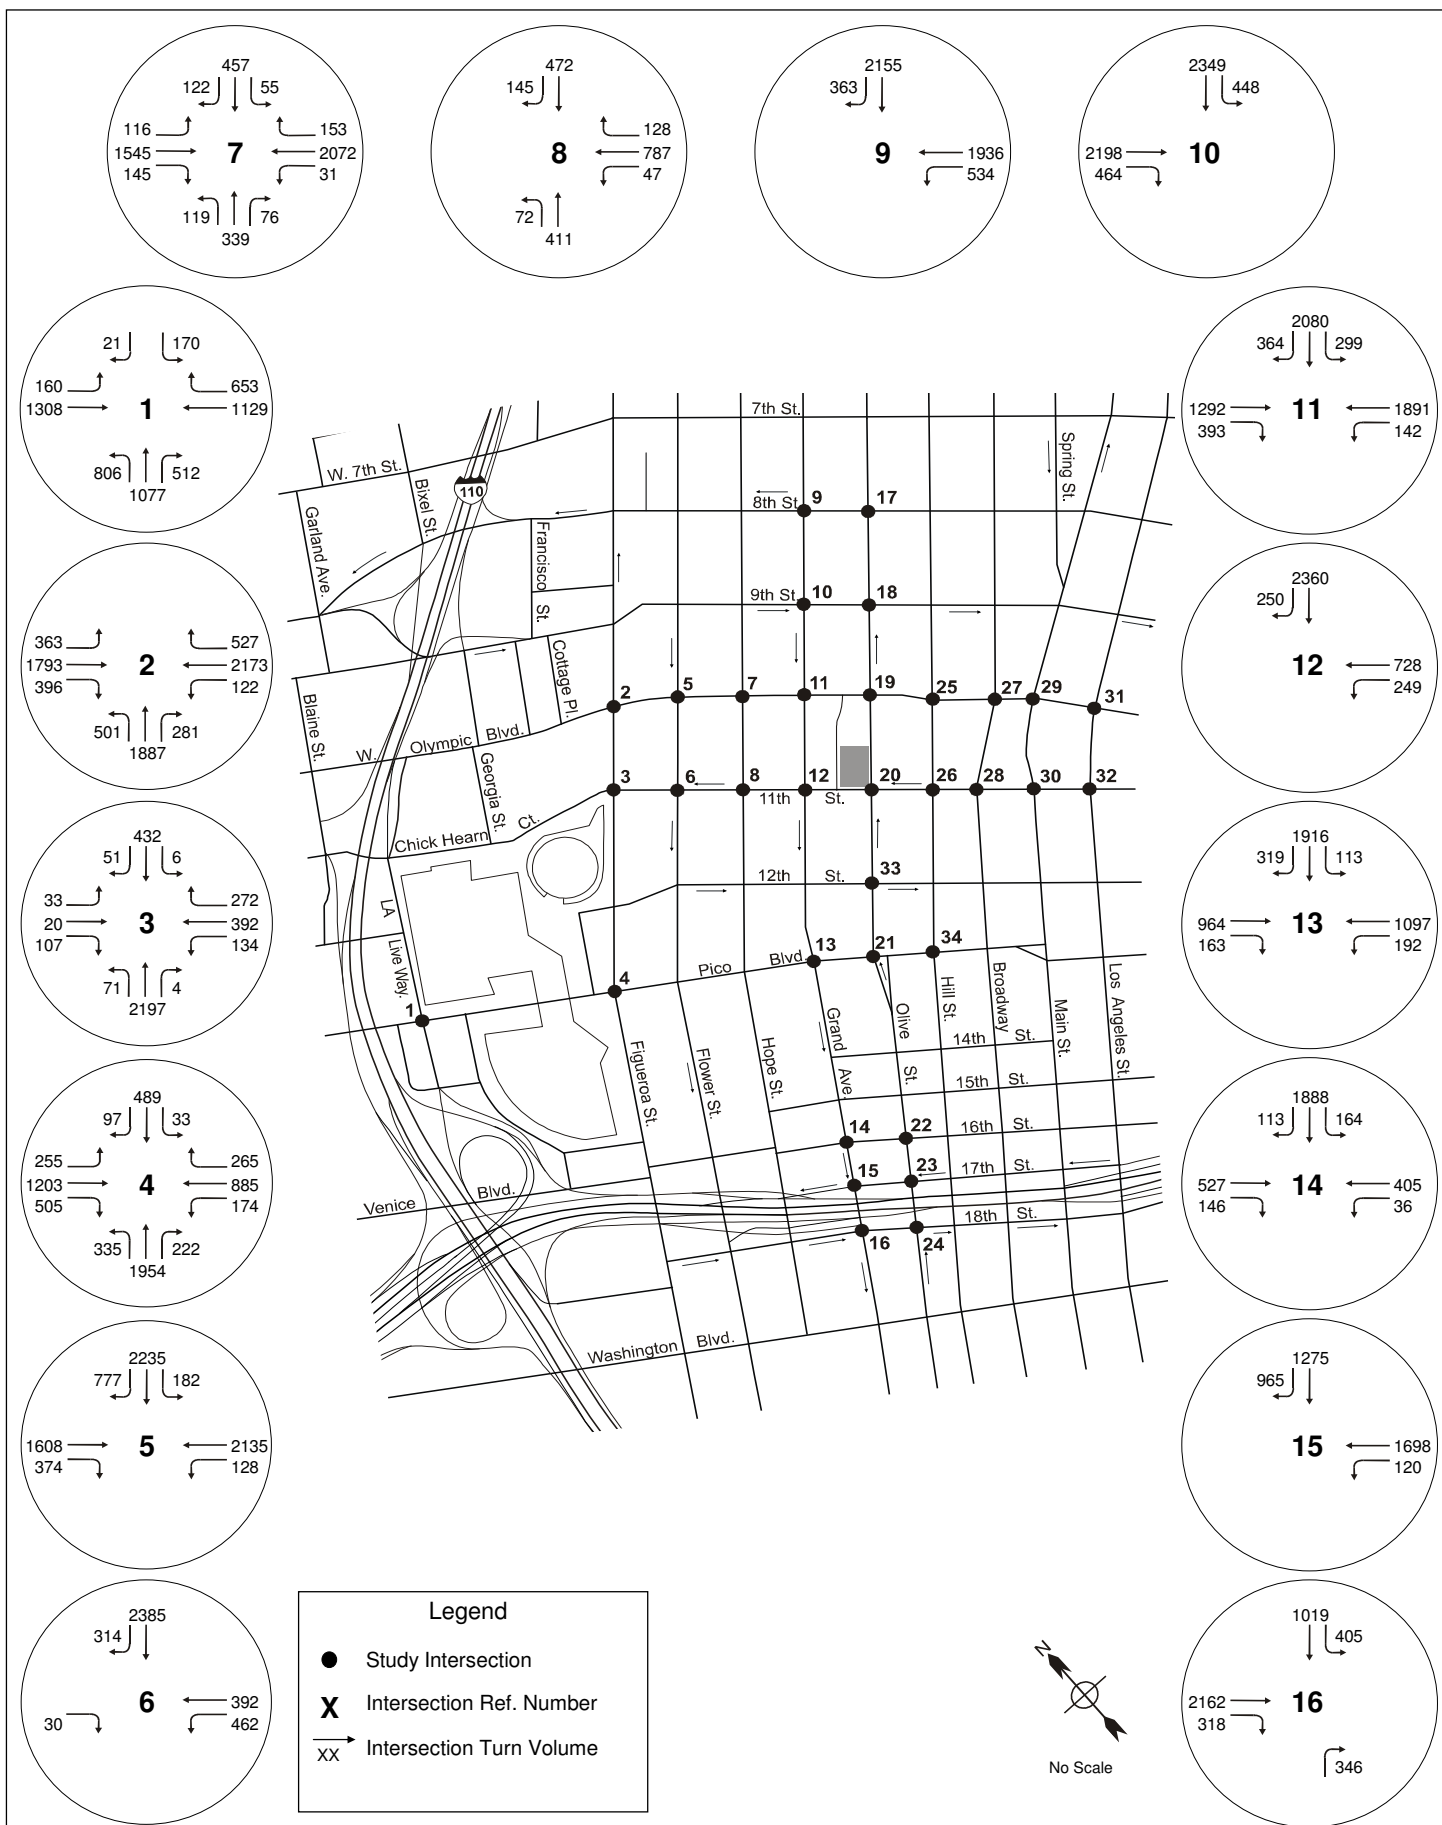 457
122 55
116 153
1545 7 2072
145 31
119 76
339
472
145
128
8 787
47
72
411
2155
363
9 1936
534
2349
448
2198 10
464
21 170
160 653
1308 1 1129
806 512
1077
363 527
1793 2 2173
396 122
501 281
1887
432
51 6
33 272
20 3 392
107 134
71 4
2197
489
97 33
255 265
1203 4 885
505 174
335 222
1954
2235
777 182
1608 5 2135
374 128
2385
314
6 392
30 462
2080
364 299
1292 11 1891
393 142
2360
250
12 728
249
1916
319 113
964 13 1097
163 192
1888
113 164
527 14 405
146 36
1275
965
15 1698
120
1019
405
2162 16
318
346
7th St.
W. 7th St.
110
Bixel St.
Garland Ave.
Francisco St.
Spring St.
8th St.
9 17
9th St.
10 18
Cottage Pl.
Blaine St.
W. Olympic Blvd.
2 5 7 11 19 25 27 29 31
Georgia St.
3 6 8 12 20 26 28 30 32
11th St.
Chick Hearn Ct.
12th St.
33
LA Live Way.
1 4
Pico Blvd.
13 21 34
Figueroa St.
Flower St.
Hope St.
Grand Ave.
Olive St.
Hill St.
Broadway
Main St.
Los Angeles St.
14th St.
15th St.
14 22
16th St.
15 23
17th St.
Venice Blvd.
16 24
18th St.
Washington Blvd.
Legend
Study Intersection
X Intersection Ref. Number
XX Intersection Turn Volume
N
No Scale